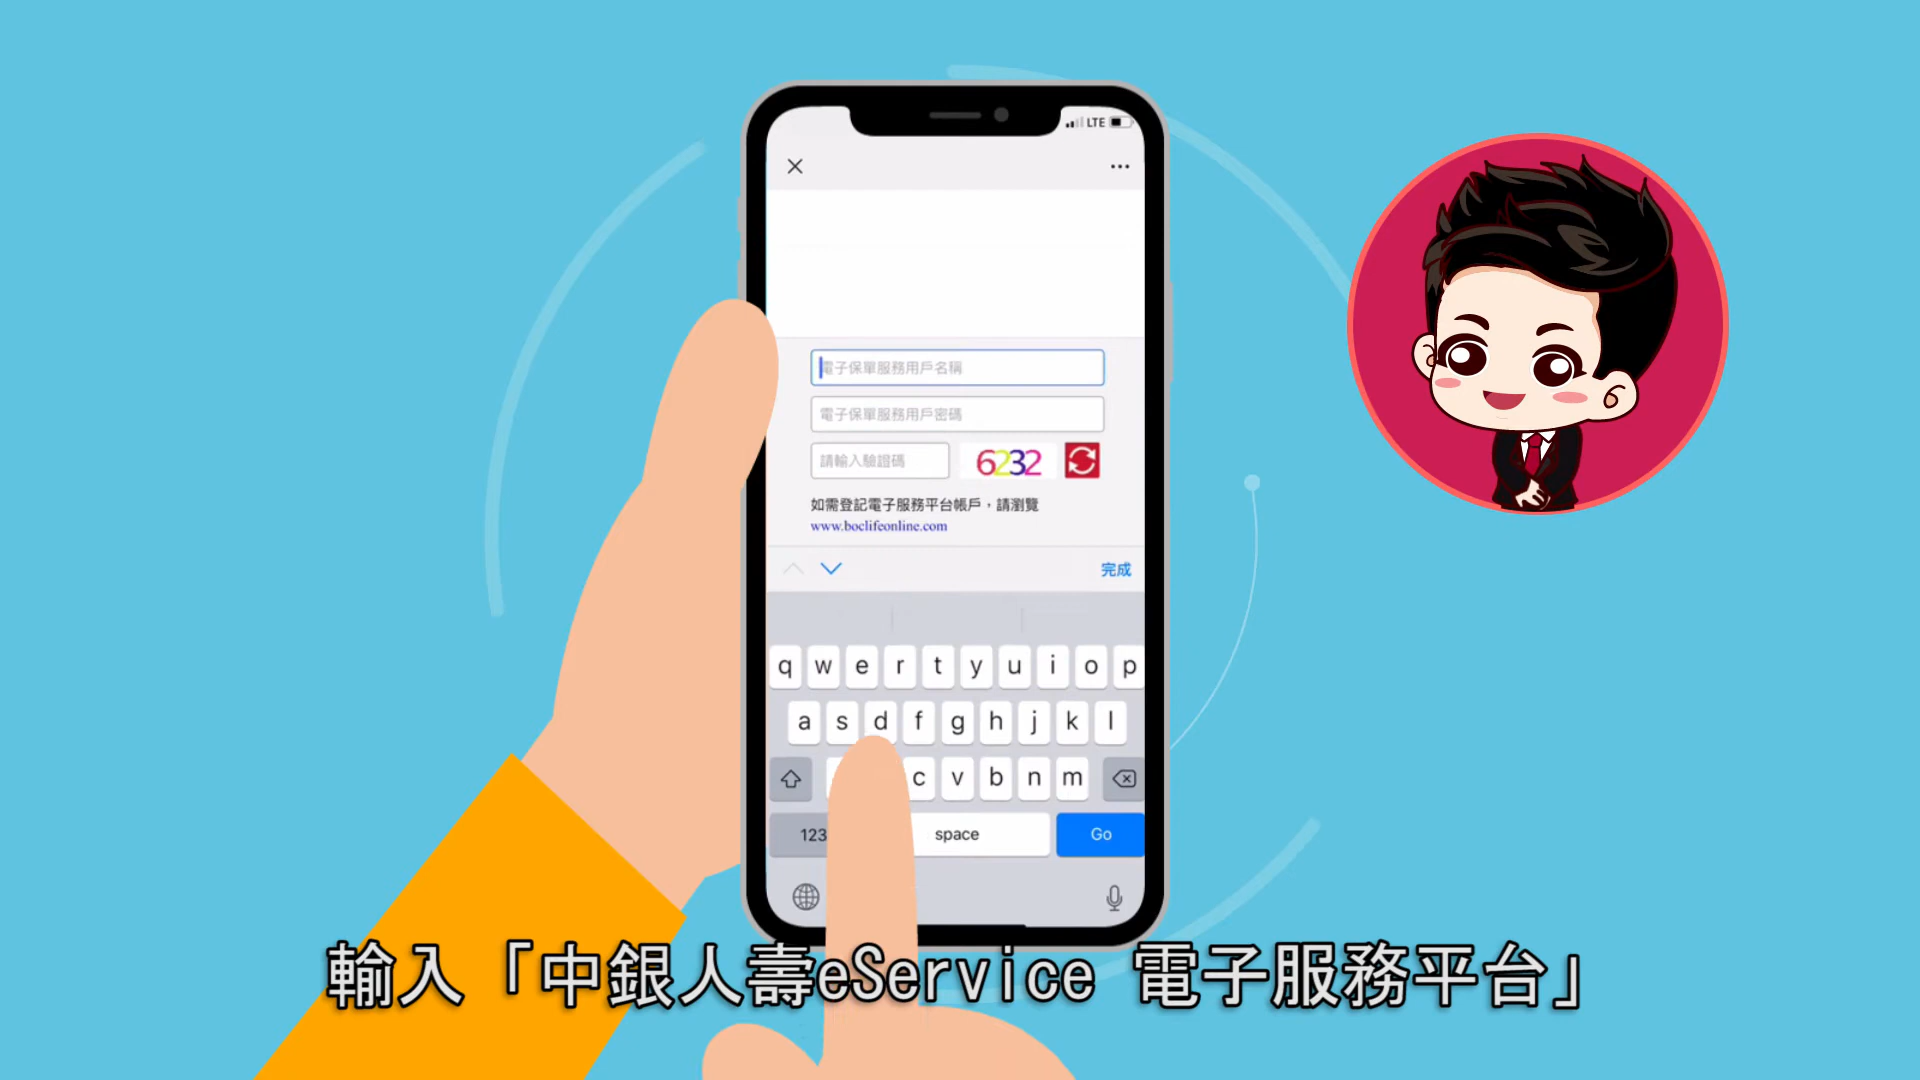 LTE
電子保單服務用戶名稱
電子保單服務用戶密碼
請輸入驗證碼
6232
如需登記電子服務平台帳戶，請瀏覽
www.boclifeonline.com
完成
q w e r t y u i o p
a s d f g h j k l
c v b n m
123 space Go
輸入「中銀人壽eService 電子服務平台」